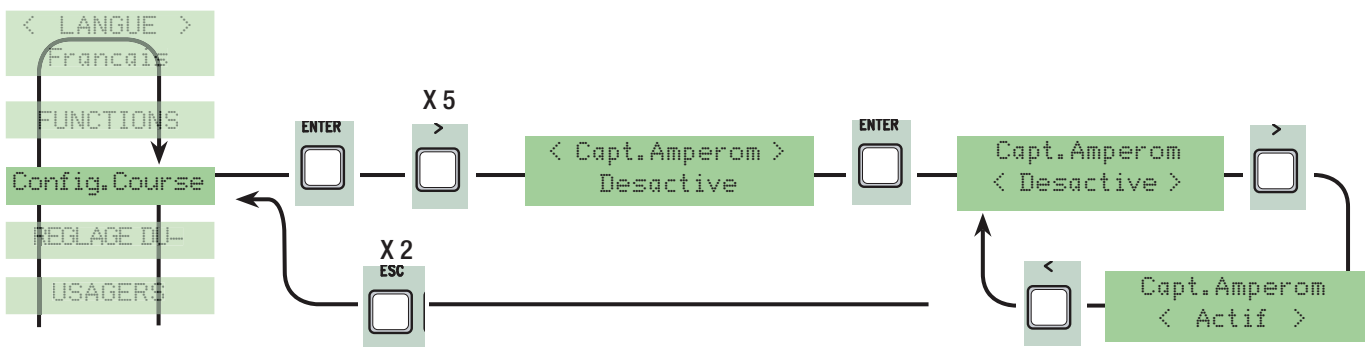 < LANGUE >
Francais
FUNCTIONS
Config.Course
REGLAGE DU-
USAGERS
ENTER
X 5
>
< Capt.Amperom >
Desactive
ENTER
Capt.Amperom
< Desactive >
>
X 2
ESC
<
Capt.Amperom
< Actif >